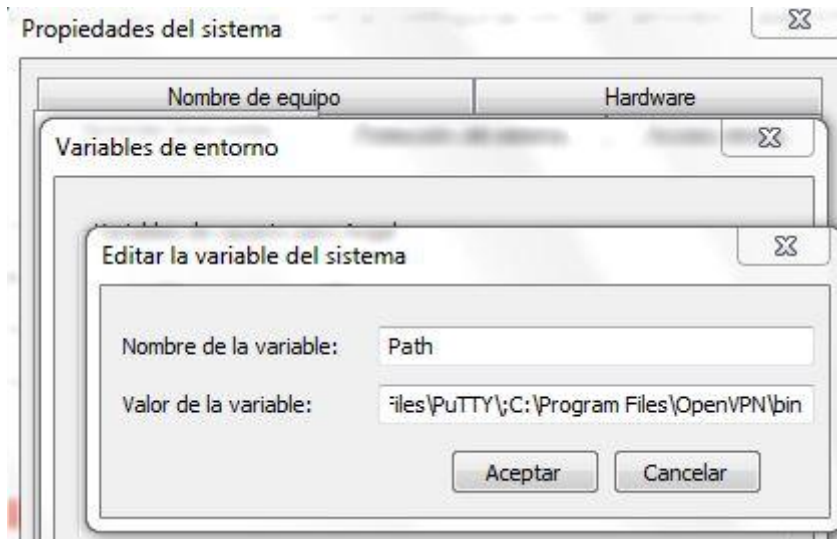 Propiedades del sistema
Nombre de equipo Hardware
Variables de entorno
Editar la variable del sistema
Nombre de la variable: Path
Valor de la variable: Files\PuTTY\;C:\Program Files\OpenVPN\bin
Aceptar Cancelar